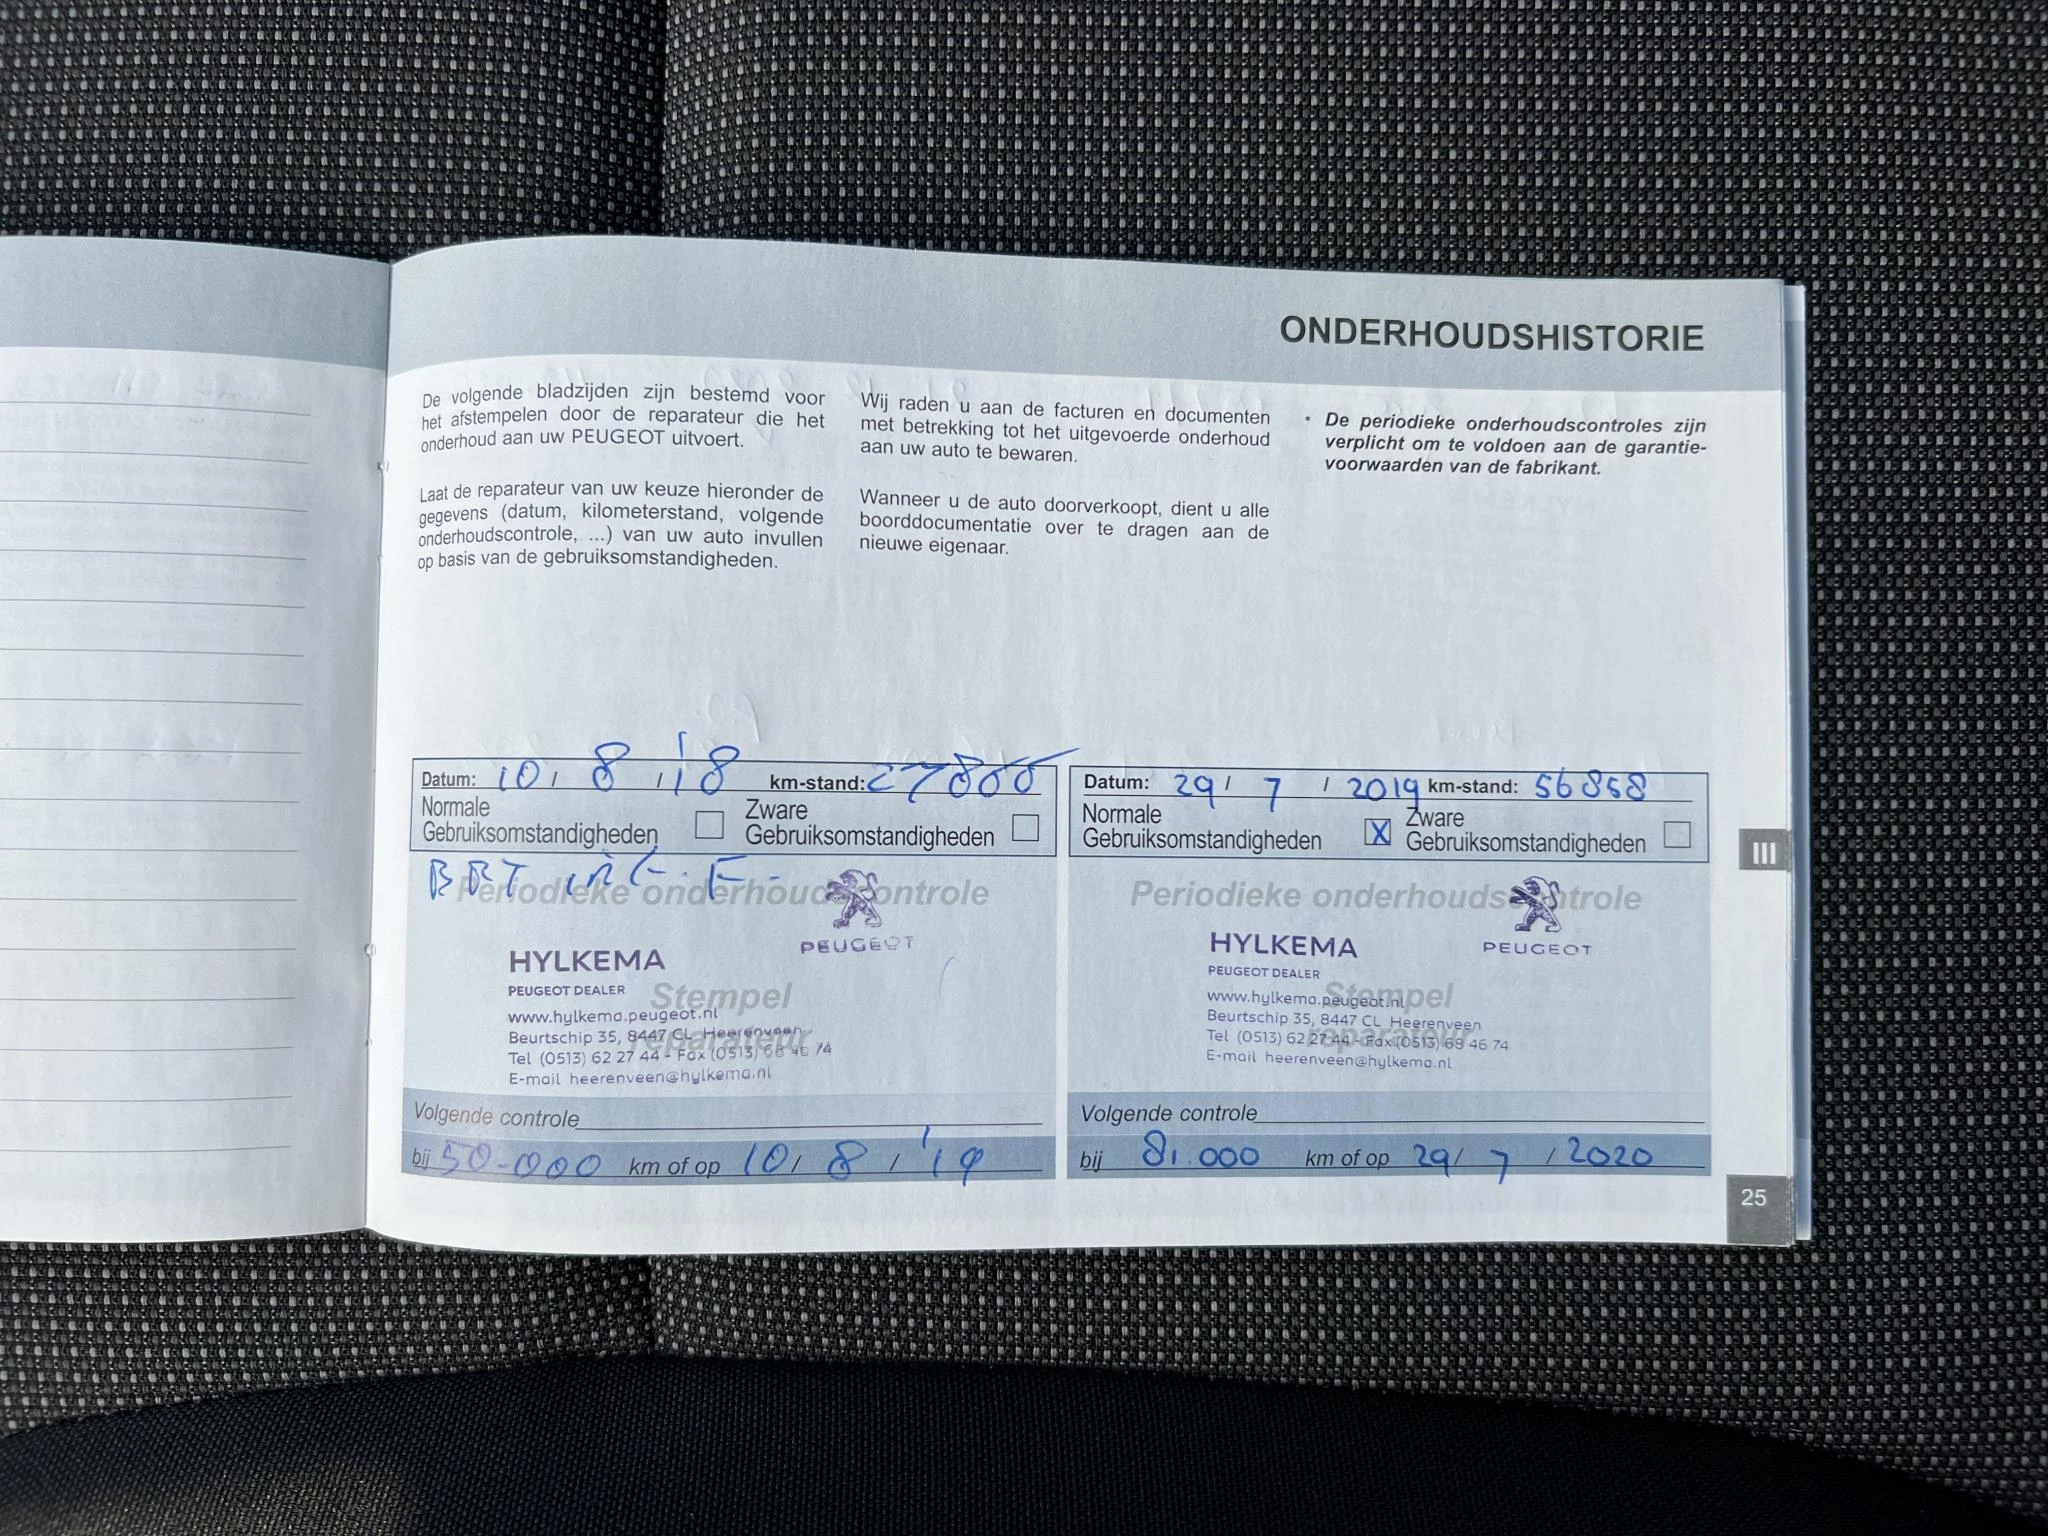 ONDERHOUDSHISTORIE
De volgende bladzijden zijn bestemd voor
het afstempelen door de reparateur die het
onderhoud aan uw PEUGEOT uitvoert.
Laat de reparateur van uw keuze hieronder de
gegevens (datum, kilometerstand, volgende
onderhoudscontrole, ...) van uw auto invullen
op basis van de gebruiksomstandigheden.
Wij raden u aan de facturen en documenten
met betrekking tot het uitgevoerde onderhoud
aan uw auto te bewaren.
Wanneer u de auto doorverkoopt, dient u alle
boorddocumentatie over te dragen aan de
nieuwe eigenaar.
• De periodieke onderhoudscontroles zijn
verplicht om te voldoen aan de garantie-
voorwaarden van de fabrikant.
Datum: 10 / 8 / '18 km-stand:
Normale
Gebruiksomstandigheden
Zware
Gebruiksomstandigheden
Periodieke onderhoudscontrole
PEUGEOT
HYLKEMA
PEUGEOT DEALER
Stempel
reparateur
www.hylkema.peugeot.nl
Beurtschip 35, 8447 CL Heerenveen
Tel (0513) 62 27 44 - Fax (0513) 68 46 74
E-mail heerenveen@hylkema.nl
Volgende controle
bij 50-000 km of op 10 / 8 / '19
Datum: 29 / 7 / 2019 km-stand: 56858
Normale
Gebruiksomstandigheden X
Zware
Gebruiksomstandigheden
Periodieke onderhoudscontrole
PEUGEOT
HYLKEMA
PEUGEOT DEALER
Stempel
reparateur
www.hylkema.peugeot.nl
Beurtschip 35, 8447 CL Heerenveen
Tel (0513) 62 27 44 - Fax (0513) 68 46 74
E-mail heerenveen@hylkema.nl
Volgende controle
bij 81.000 km of op 29 / 7 / 2020
III
25